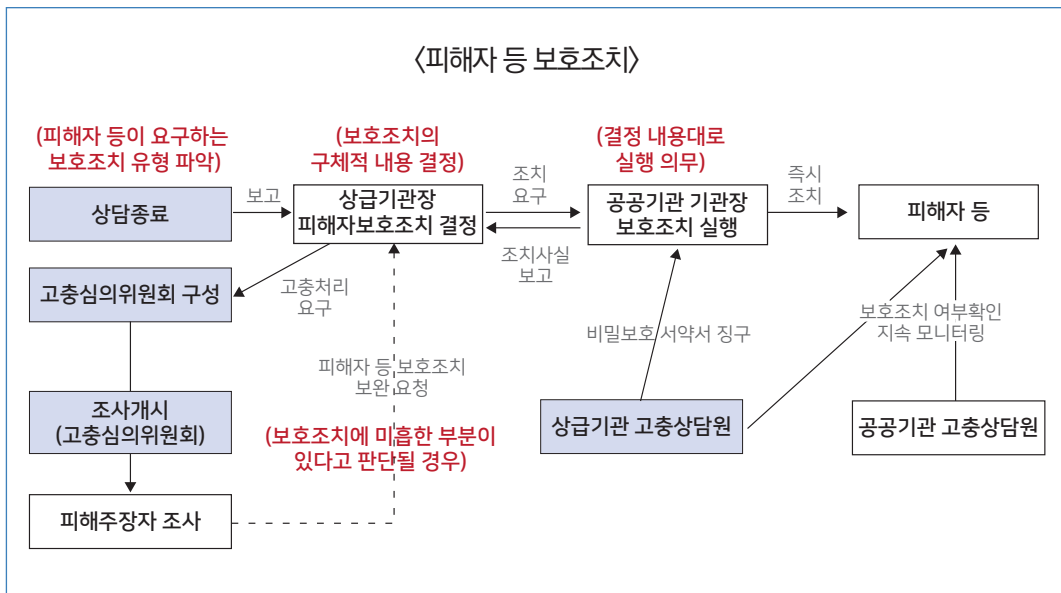 〈피해자 등 보호조치〉
(피해자 등이 요구하는
보호조치 유형 파악)
(보호조치의
구체적 내용 결정)
(결정 내용대로
실행 의무)
상담종료
보고
상급기관장
피해자보호조치 결정
조치
요구
조치사실
보고
공공기관 기관장
보호조치 실행
즉시
조치
피해자 등
고충심의위원회 구성
고충처리
요구
피해자 등 보호조치
보완 요청
비밀보호 서약서 징구
보호조치 여부확인
지속 모니터링
조사개시
(고충심의위원회)
(보호조치에 미흡한 부분이
있다고 판단될 경우)
상급기관 고충상담원
공공기관 고충상담원
피해주장자 조사